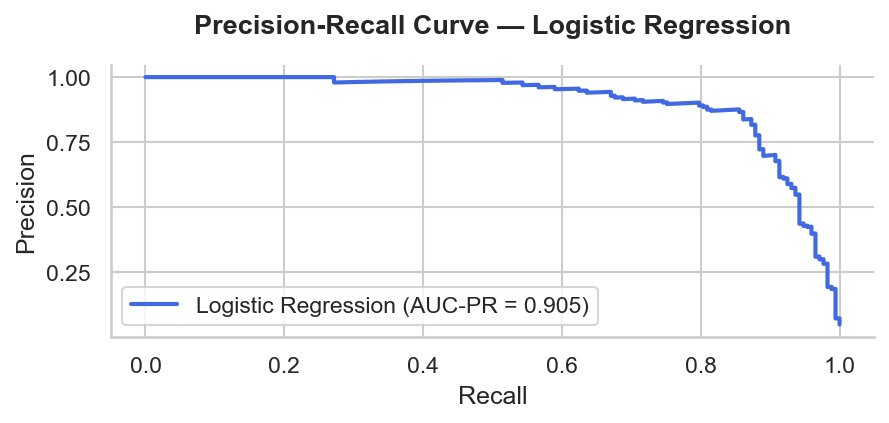 Precision-Recall Curve — Logistic Regression
1.00
0.75
0.50
0.25
Precision
Logistic Regression (AUC-PR = 0.905)
0.0 0.2 0.4 0.6 0.8 1.0
Recall